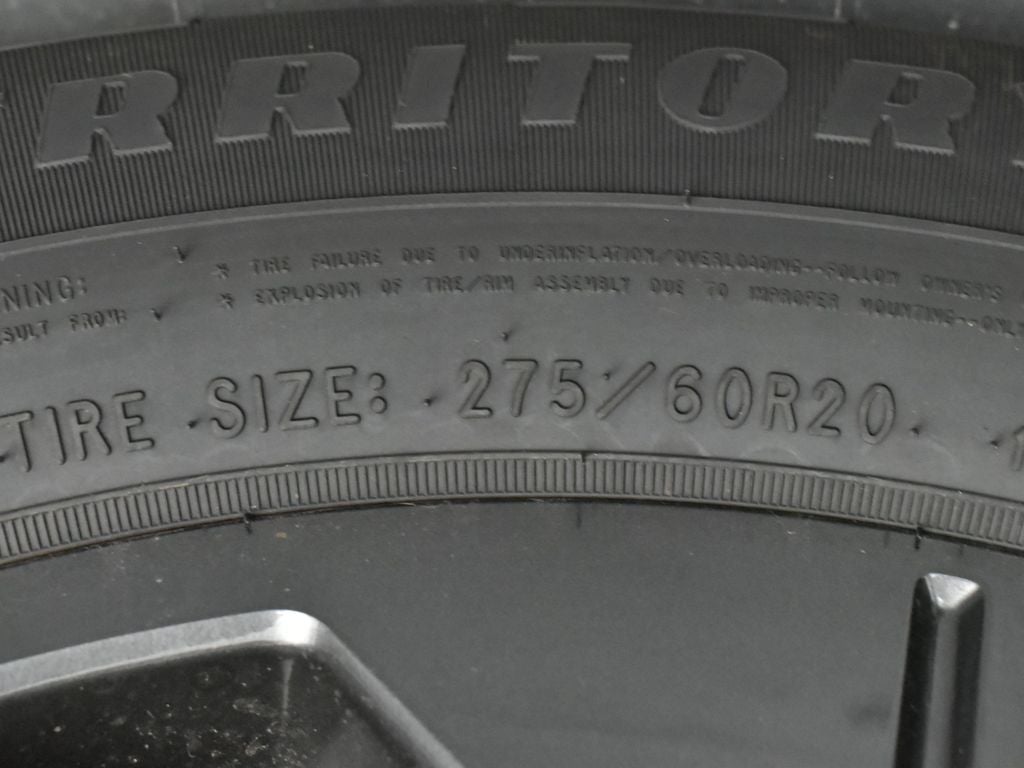 RRITOR
NING: * TIRE FAILURE DUE TO UNDERINFLATION/OVERLOADING--FOLLOW OWNER'S
SULT FROM: * EXPLOSION OF TIRE/RIM ASSEMBLY DUE TO IMPROPER MOUNTING--ONL
TIRE SIZE: 275/60R20 1